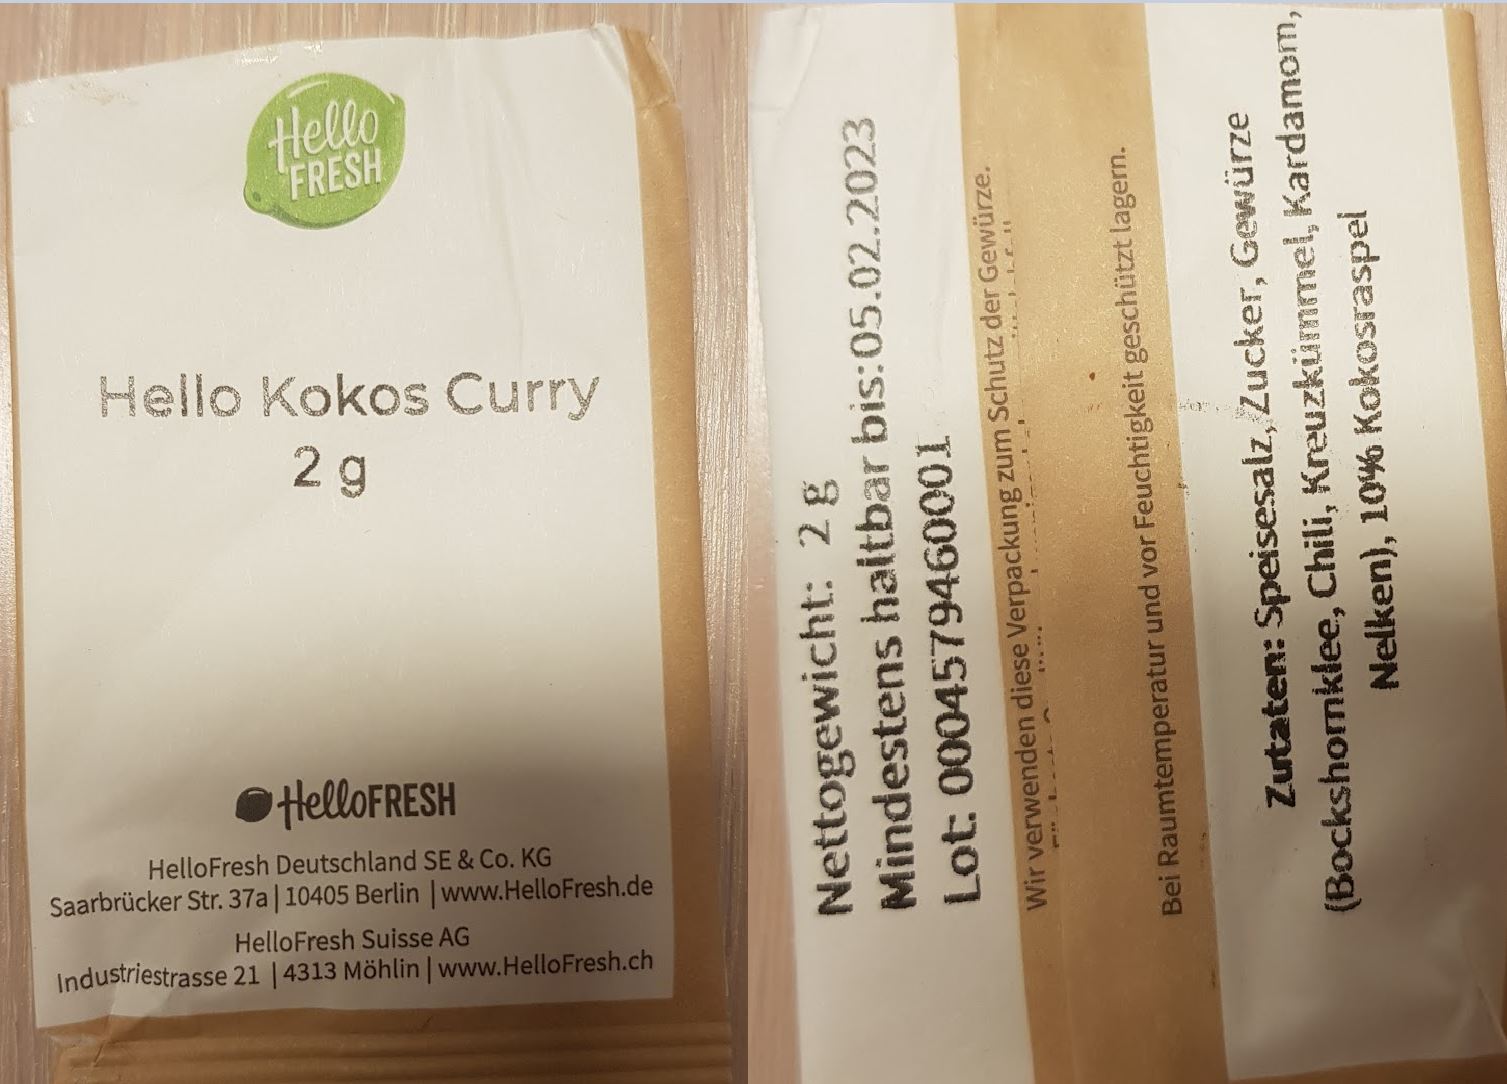 Hello
FRESH
Hello Kokos Curry
2 g
HelloFRESH
HelloFresh Deutschland SE & Co. KG
Saarbrücker Str. 37a | 10405 Berlin | www.HelloFresh.de
HelloFresh Suisse AG
Industriestrasse 21 | 4313 Möhlin | www.HelloFresh.ch
Nettogewicht: 2 g
Mindestens haltbar bis:05.02.2023
Lot: 0004579460001
Wir verwenden diese Verpackung zum Schutz der Gewürze.
Bei Raumtemperatur und vor Feuchtigkeit geschützt lagern.
Zutaten: Speisesalz, Zucker, Gewürze
(Bockshornklee, Chili, Kreuzkümmel, Kardamom,
Nelken), 10% Kokosraspel